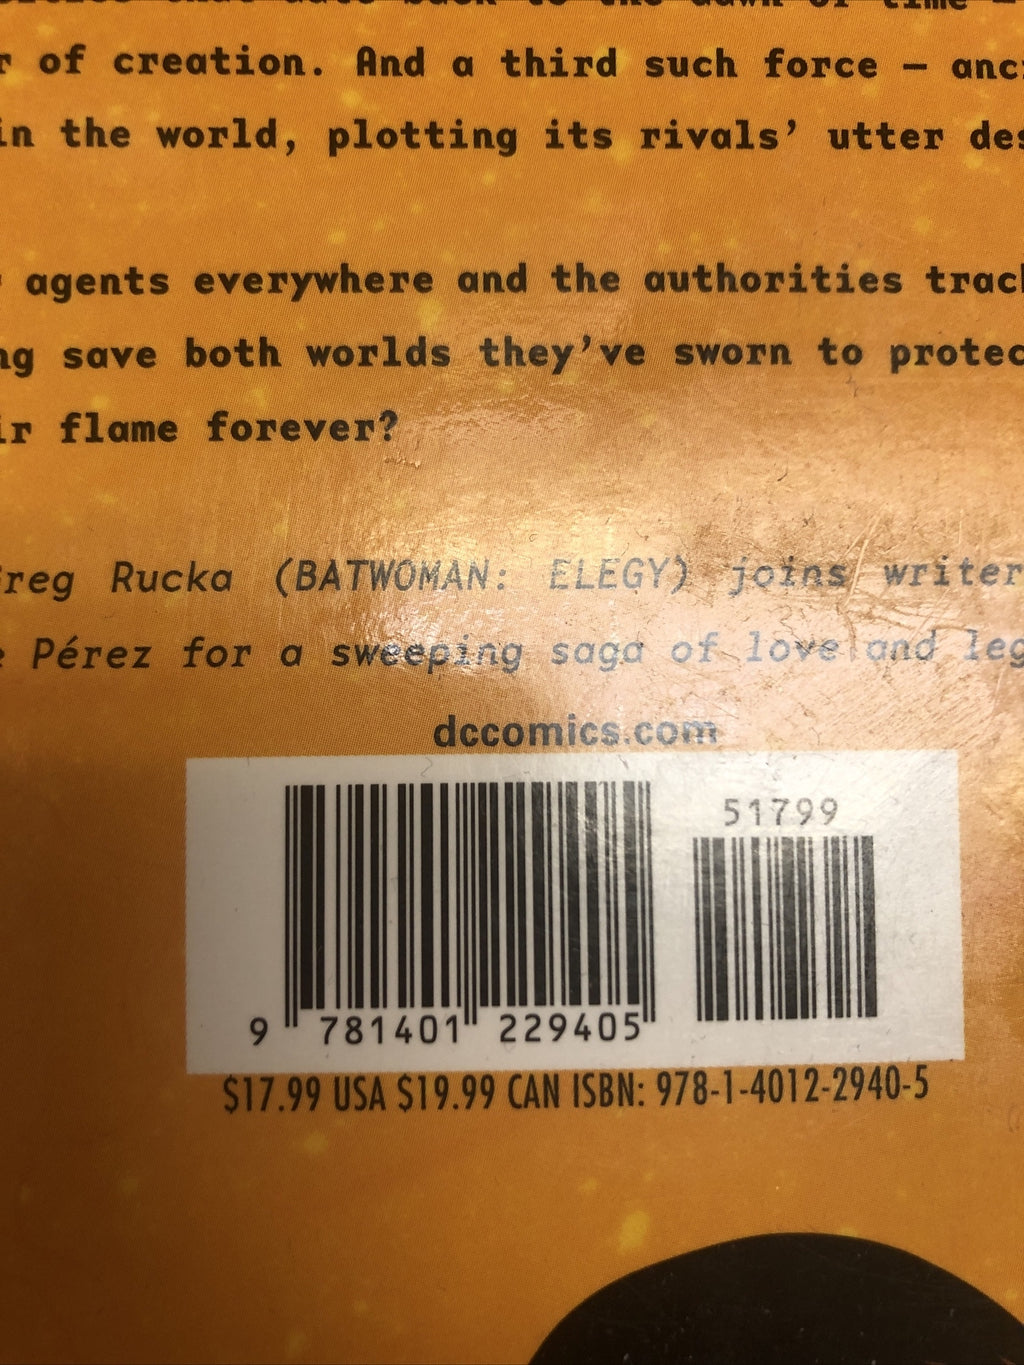 of creation. And a third such force —
in the world, plotting its rivals’ utter
agents everywhere and the authorities
save both worlds they’ve sworn to
flame forever?
Rucka (BATWOMAN: ELEGY) joins writer
Pérez for a sweeping saga of love and
dccomics.com
51799
9 781401 229405
$17.99 USA $19.99 CAN ISBN: 978-1-4012-2940-5